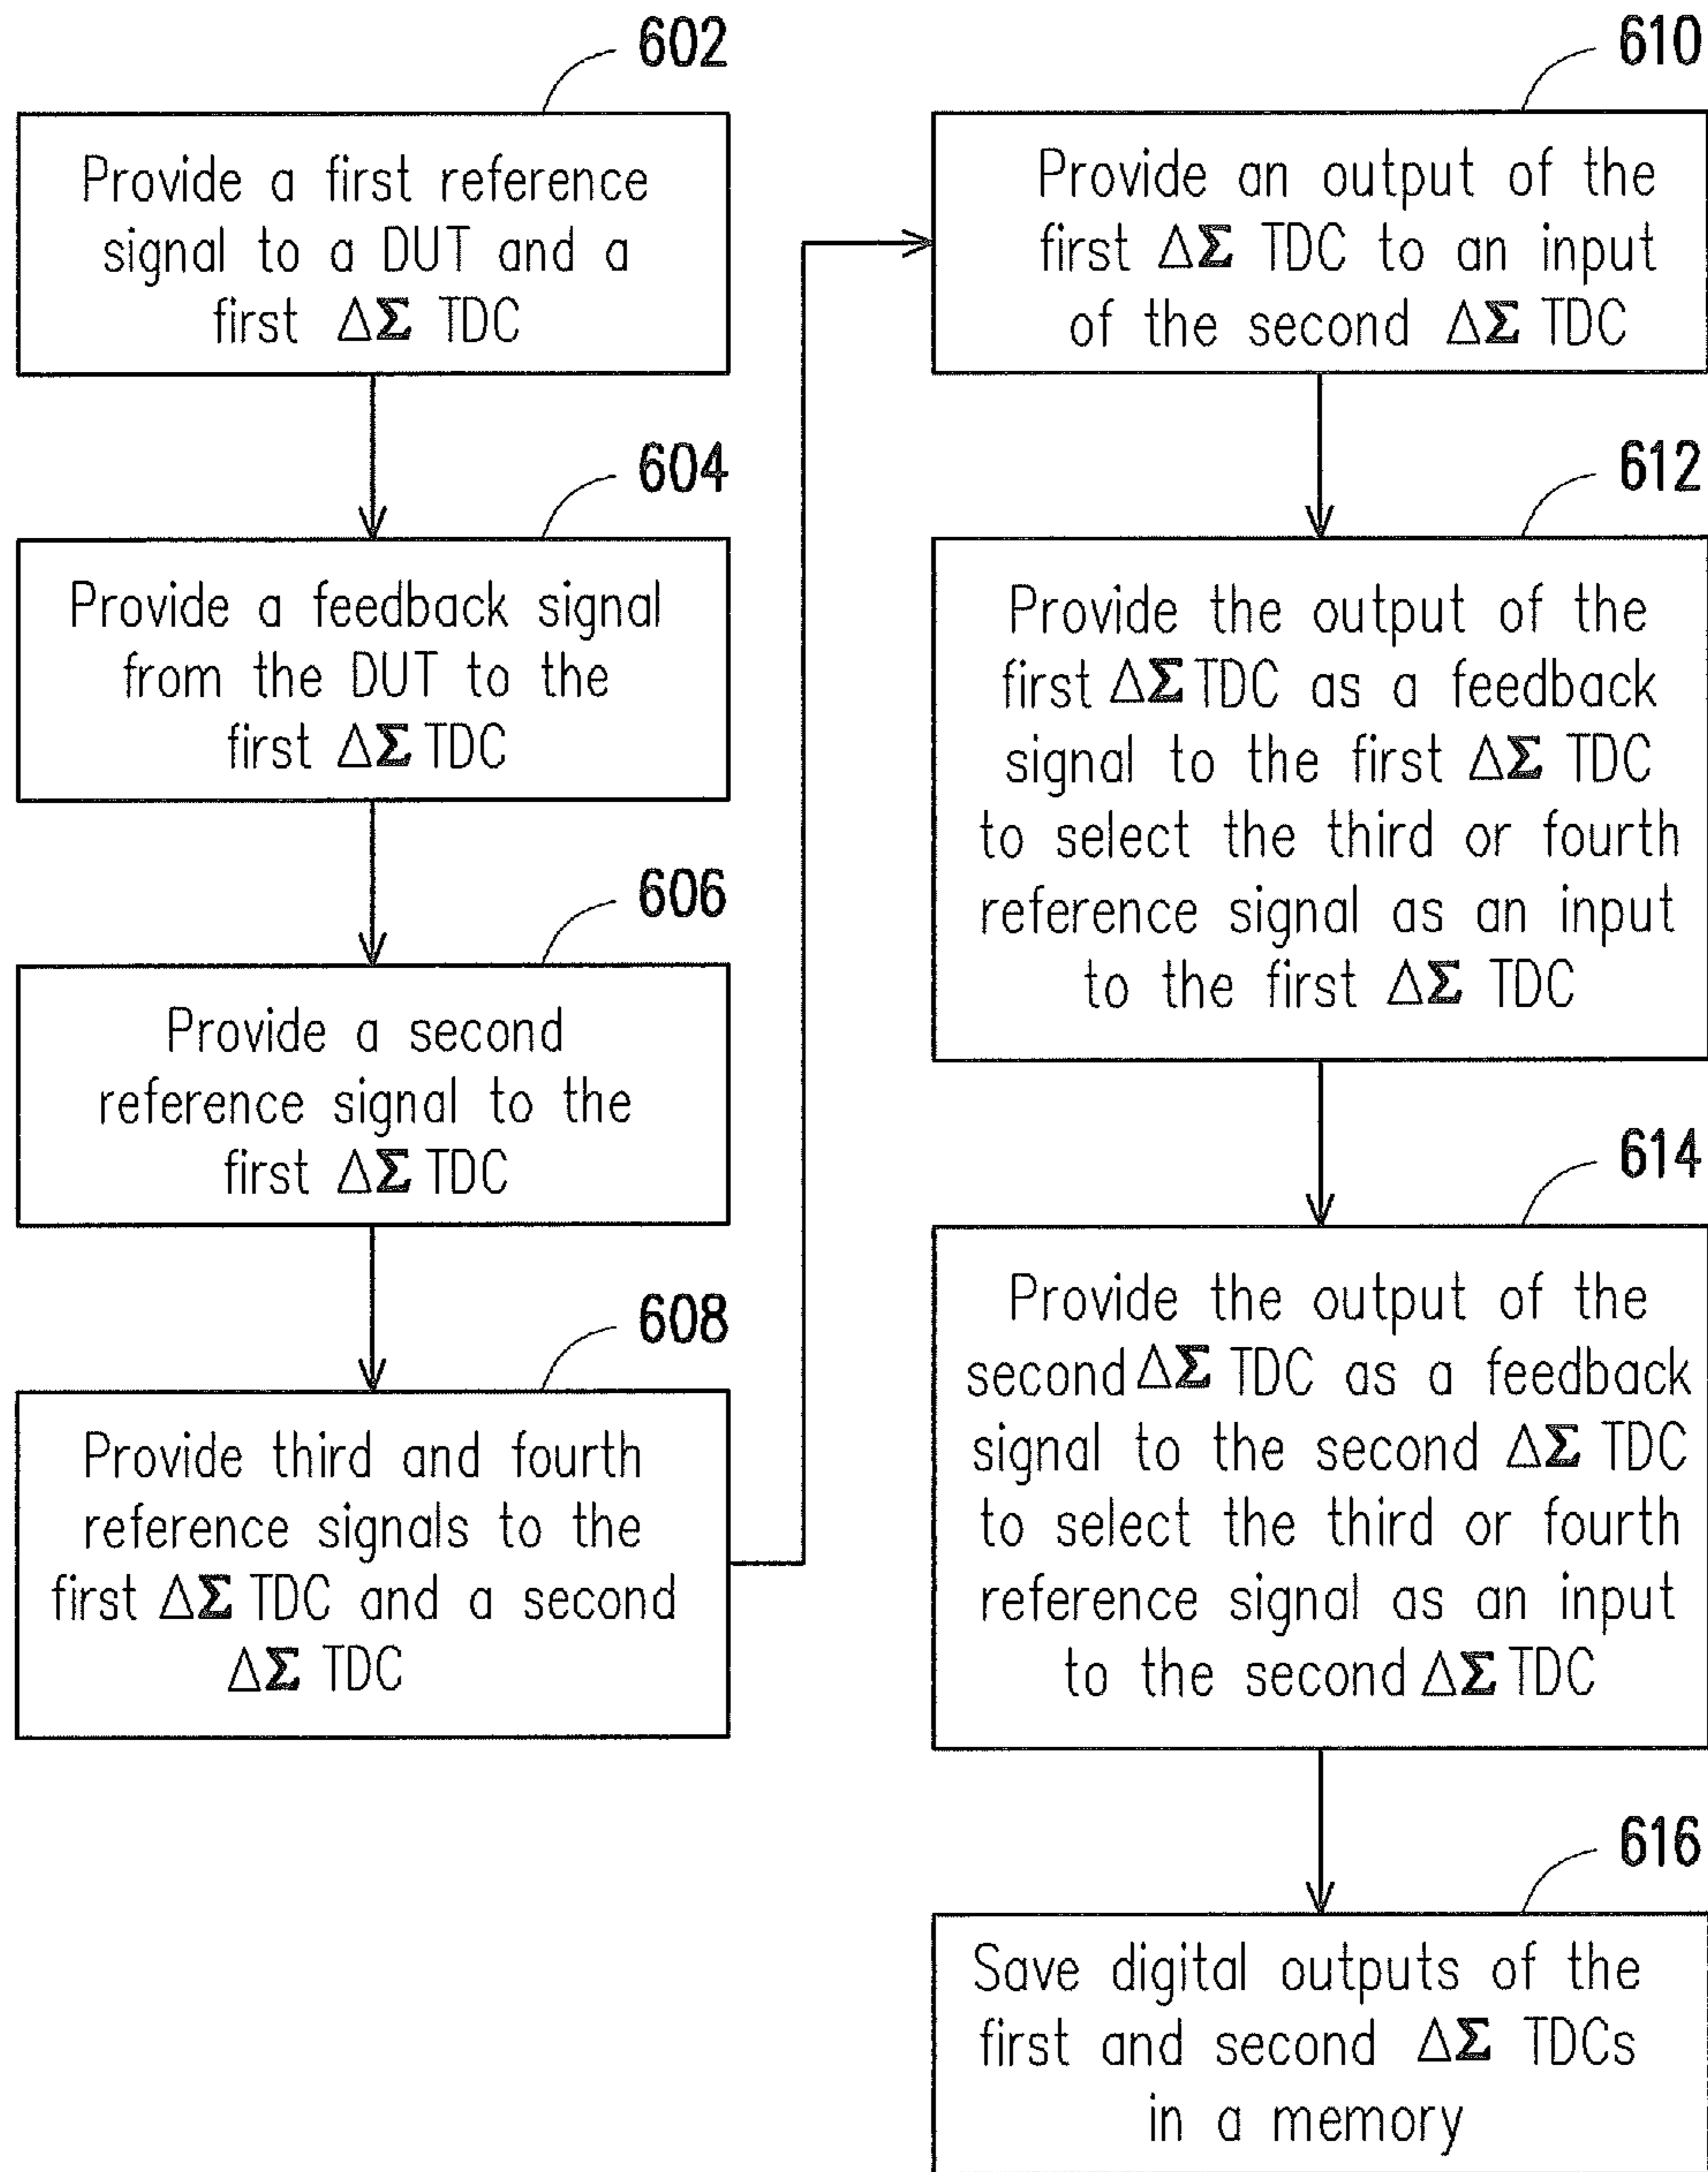 602
Provide a first reference
signal to a DUT and a
first ΔΣ TDC
604
Provide a feedback signal
from the DUT to the
first ΔΣ TDC
606
Provide a second
reference signal to the
first ΔΣ TDC
608
Provide third and fourth
reference signals to the
first ΔΣ TDC and a second
ΔΣ TDC
610
Provide an output of the
first ΔΣ TDC to an input
of the second ΔΣ TDC
612
Provide the output of the
first ΔΣ TDC as a feedback
signal to the first ΔΣ TDC
to select the third or fourth
reference signal as an input
to the first ΔΣ TDC
614
Provide the output of the
second ΔΣ TDC as a feedback
signal to the second ΔΣ TDC
to select the third or fourth
reference signal as an input
to the second ΔΣ TDC
616
Save digital outputs of the
first and second ΔΣ TDCs
in a memory